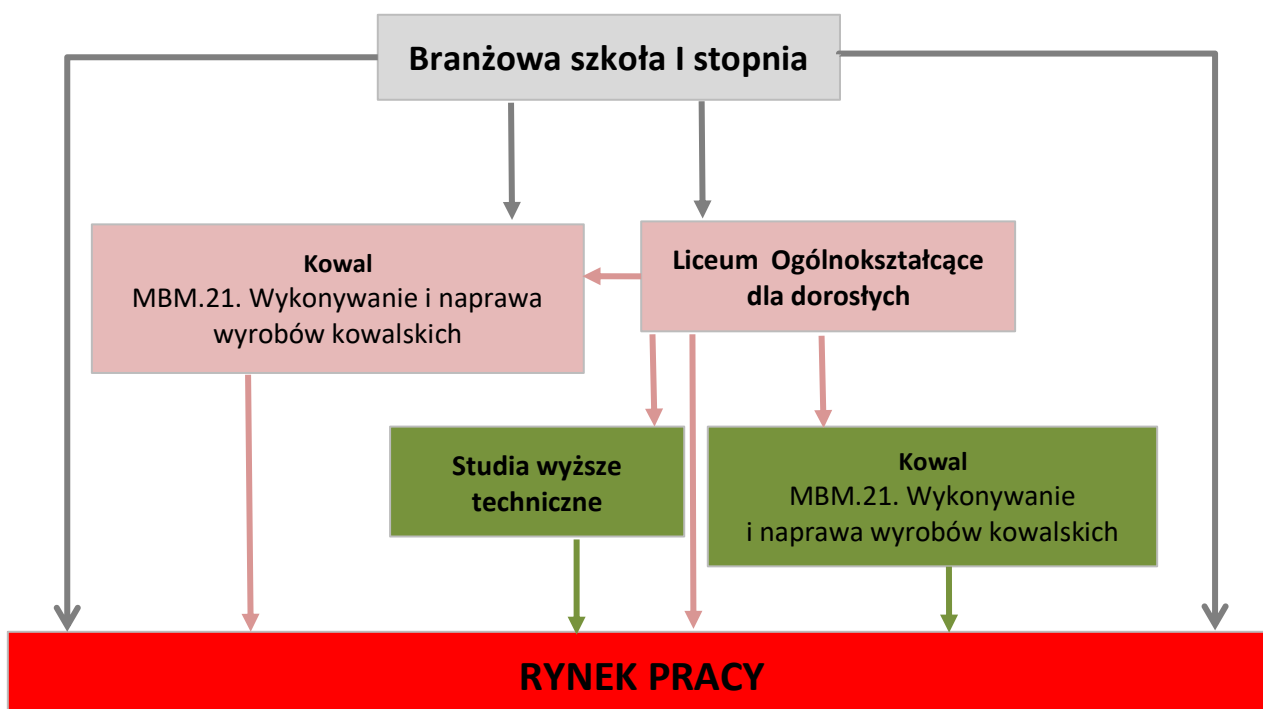 Branżowa szkoła I stopnia
Kowal
MBM.21. Wykonywanie i naprawa
wyrobów kowalskich
Liceum Ogólnokształcące
dla dorosłych
Studia wyższe
techniczne
Kowal
MBM.21. Wykonywanie
i naprawa wyrobów kowalskich
RYNEK PRACY